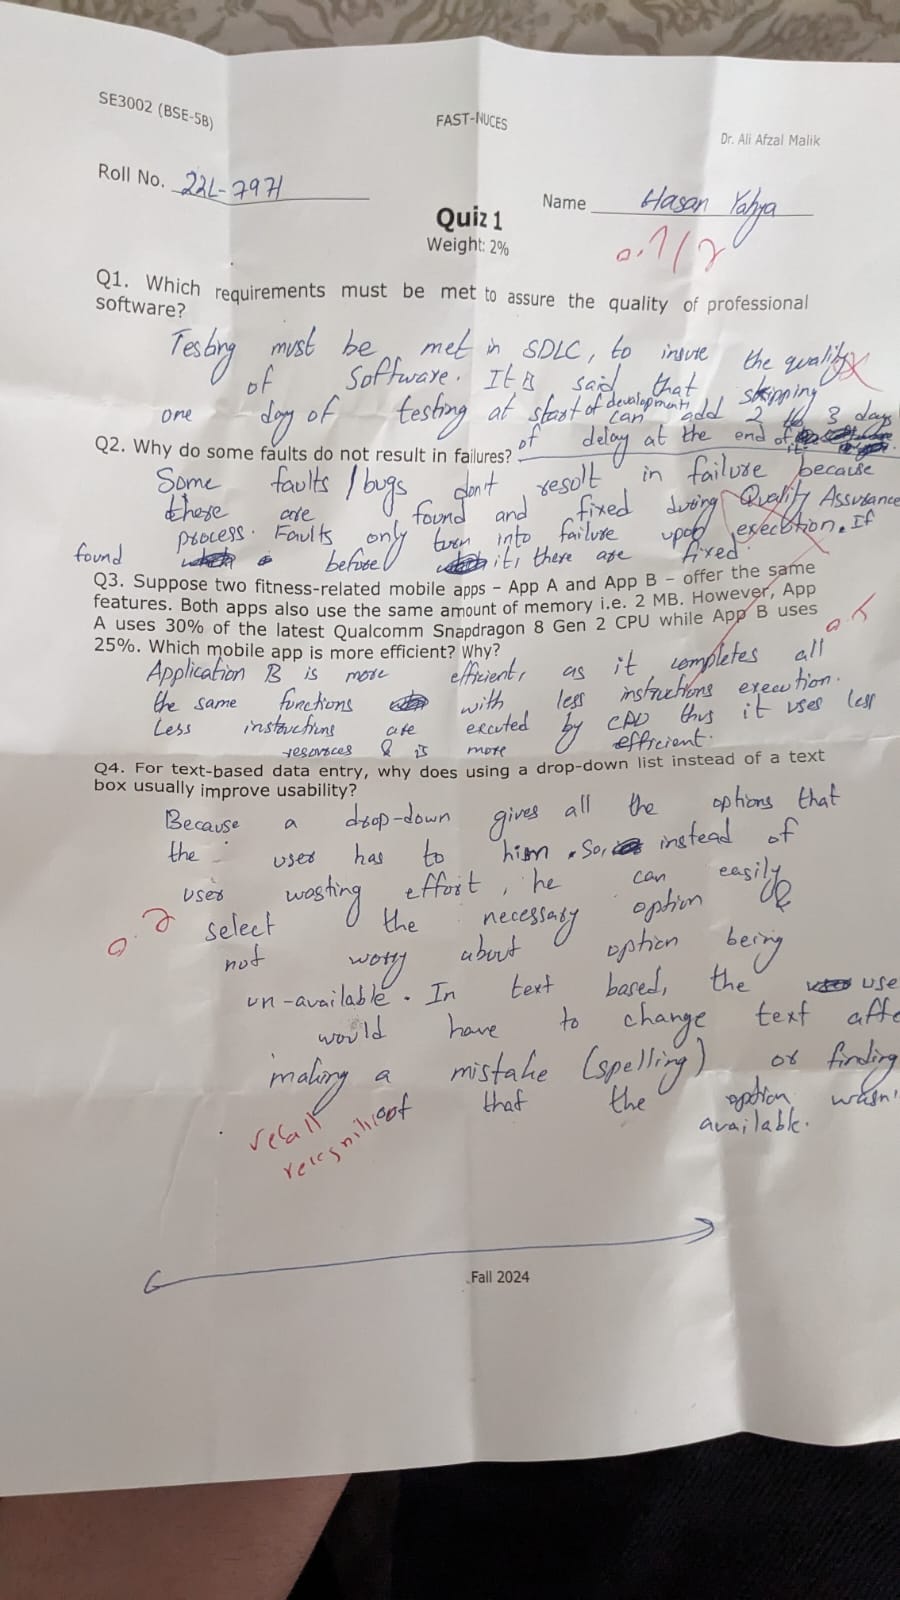 SE3002 (BSE-5B)
FAST-NUCES
Dr. Ali Afzal Malik
Roll No. 22L-7971
Name Hasan Yahya
Quiz 1
Weight: 2%
0.7/2
Q1. Which requirements must be met to assure the quality of professional
software?
Testing must be met in SDLC, to insure the quality
of Software. It is said that skipping
one day of testing at start of development, can add 2 to 3 days
of delay at the end of it.
Q2. Why do some faults do not result in failures?
Some faults / bugs don't result in failure because
these are found and fixed during Quality Assurance
process. Faults only turn into failure upon execution. If
found before it, there are fixed.
Q3. Suppose two fitness-related mobile apps – App A and App B – offer the same
features. Both apps also use the same amount of memory i.e. 2 MB. However, App
A uses 30% of the latest Qualcomm Snapdragon 8 Gen 2 CPU while App B uses
25%. Which mobile app is more efficient? Why?
0.5
Application B is more efficient, as it completes all
the same functions with less instructions execution.
Less instructions are excuted by CPU thus it uses less
resources & is more efficient.
Q4. For text-based data entry, why does using a drop-down list instead of a text
box usually improve usability?
Because a drop-down gives all the options that
the user has to him. So, instead of
user wasting effort, he can easily
0.2
select the necessary option &
not worry about option being
un-available. In text based, the use
would have to change text afte
making a mistake (spelling) or finding
out that the option wasn'
available.
recall
recognition
Fall 2024